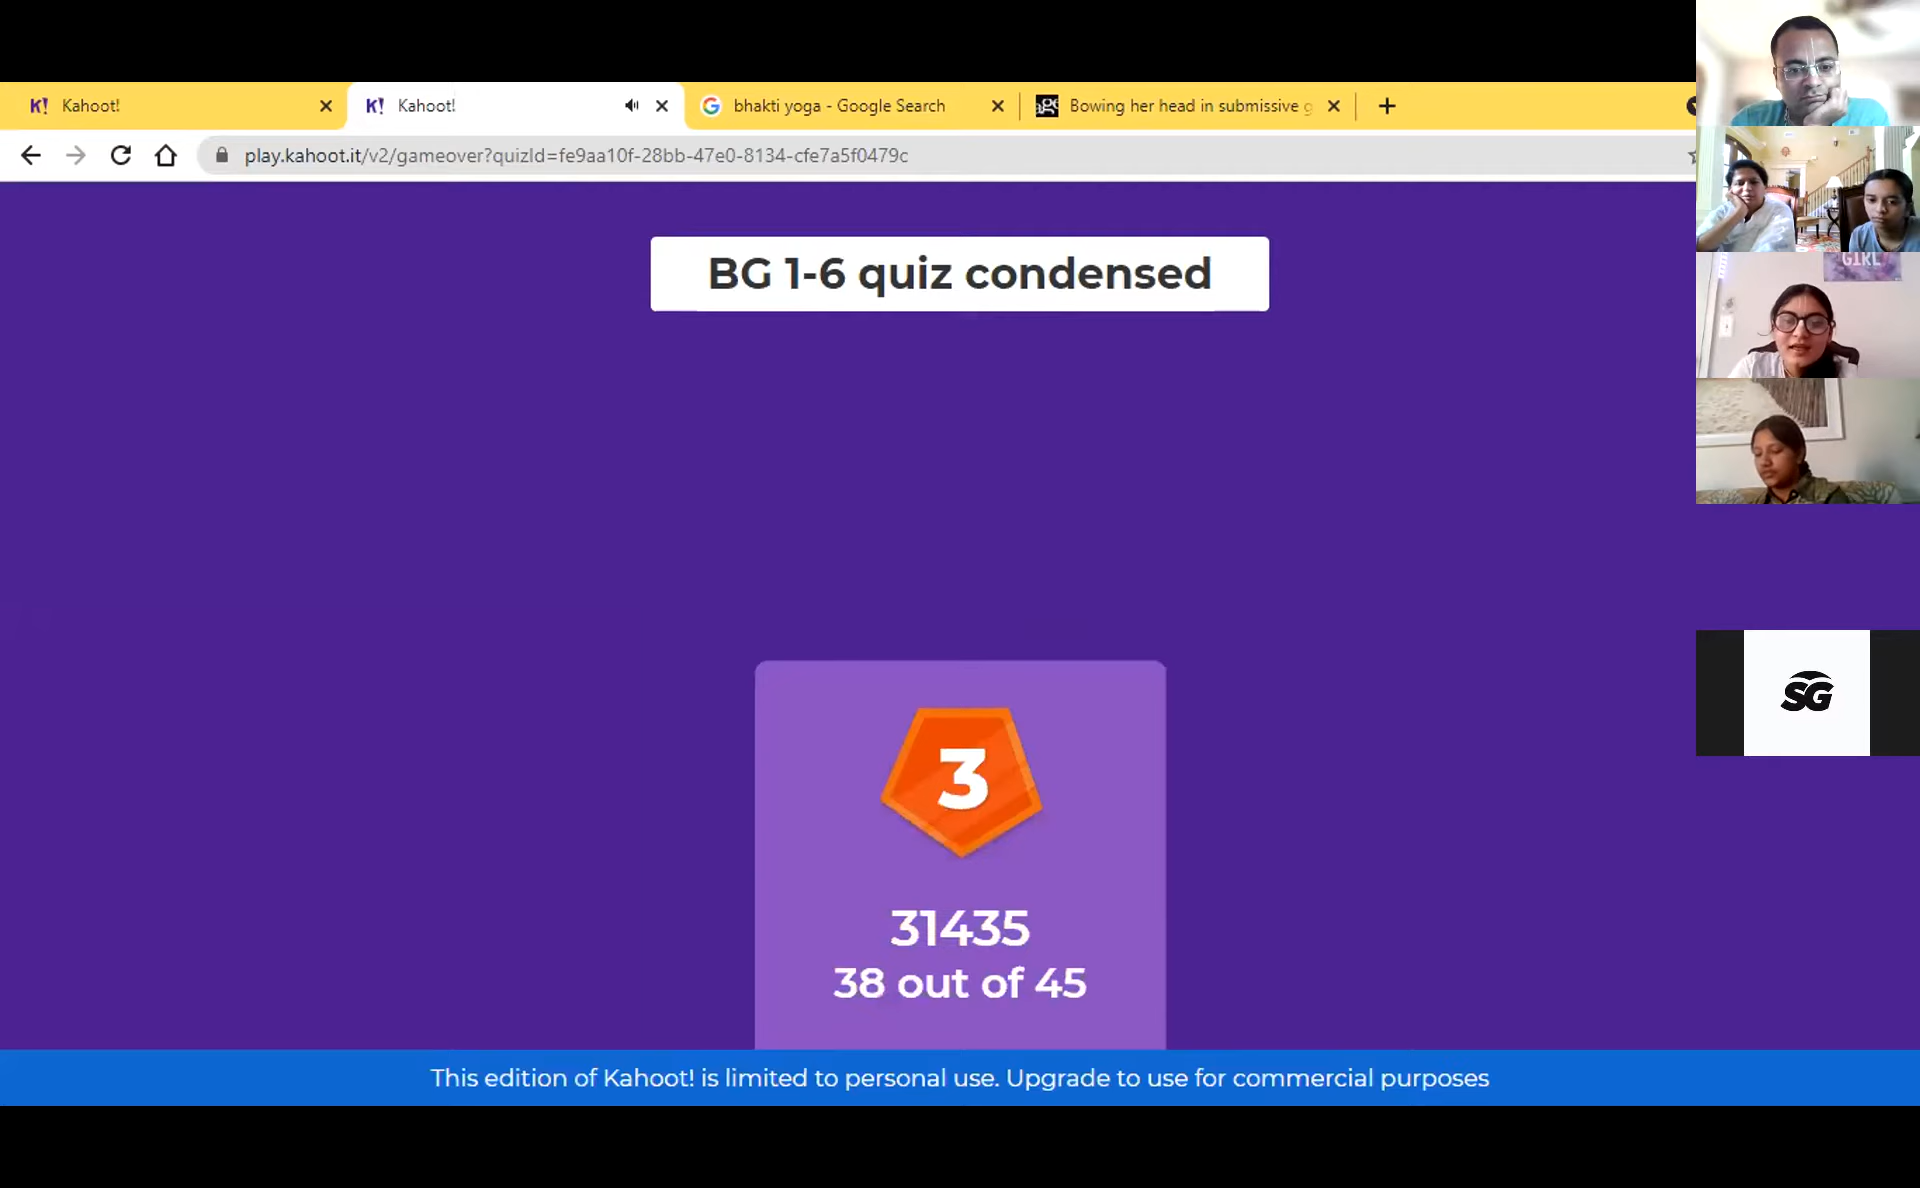 Kahoot!
Kahoot!
bhakti yoga - Google Search
Bowing her head in submissive g
play.kahoot.it/v2/gameover?quizId=fe9aa10f-28bb-47e0-8134-cfe7a5f0479c
BG 1-6 quiz condensed
GIRL
SG
3
31435
38 out of 45
This edition of Kahoot! is limited to personal use. Upgrade to use for commercial purposes